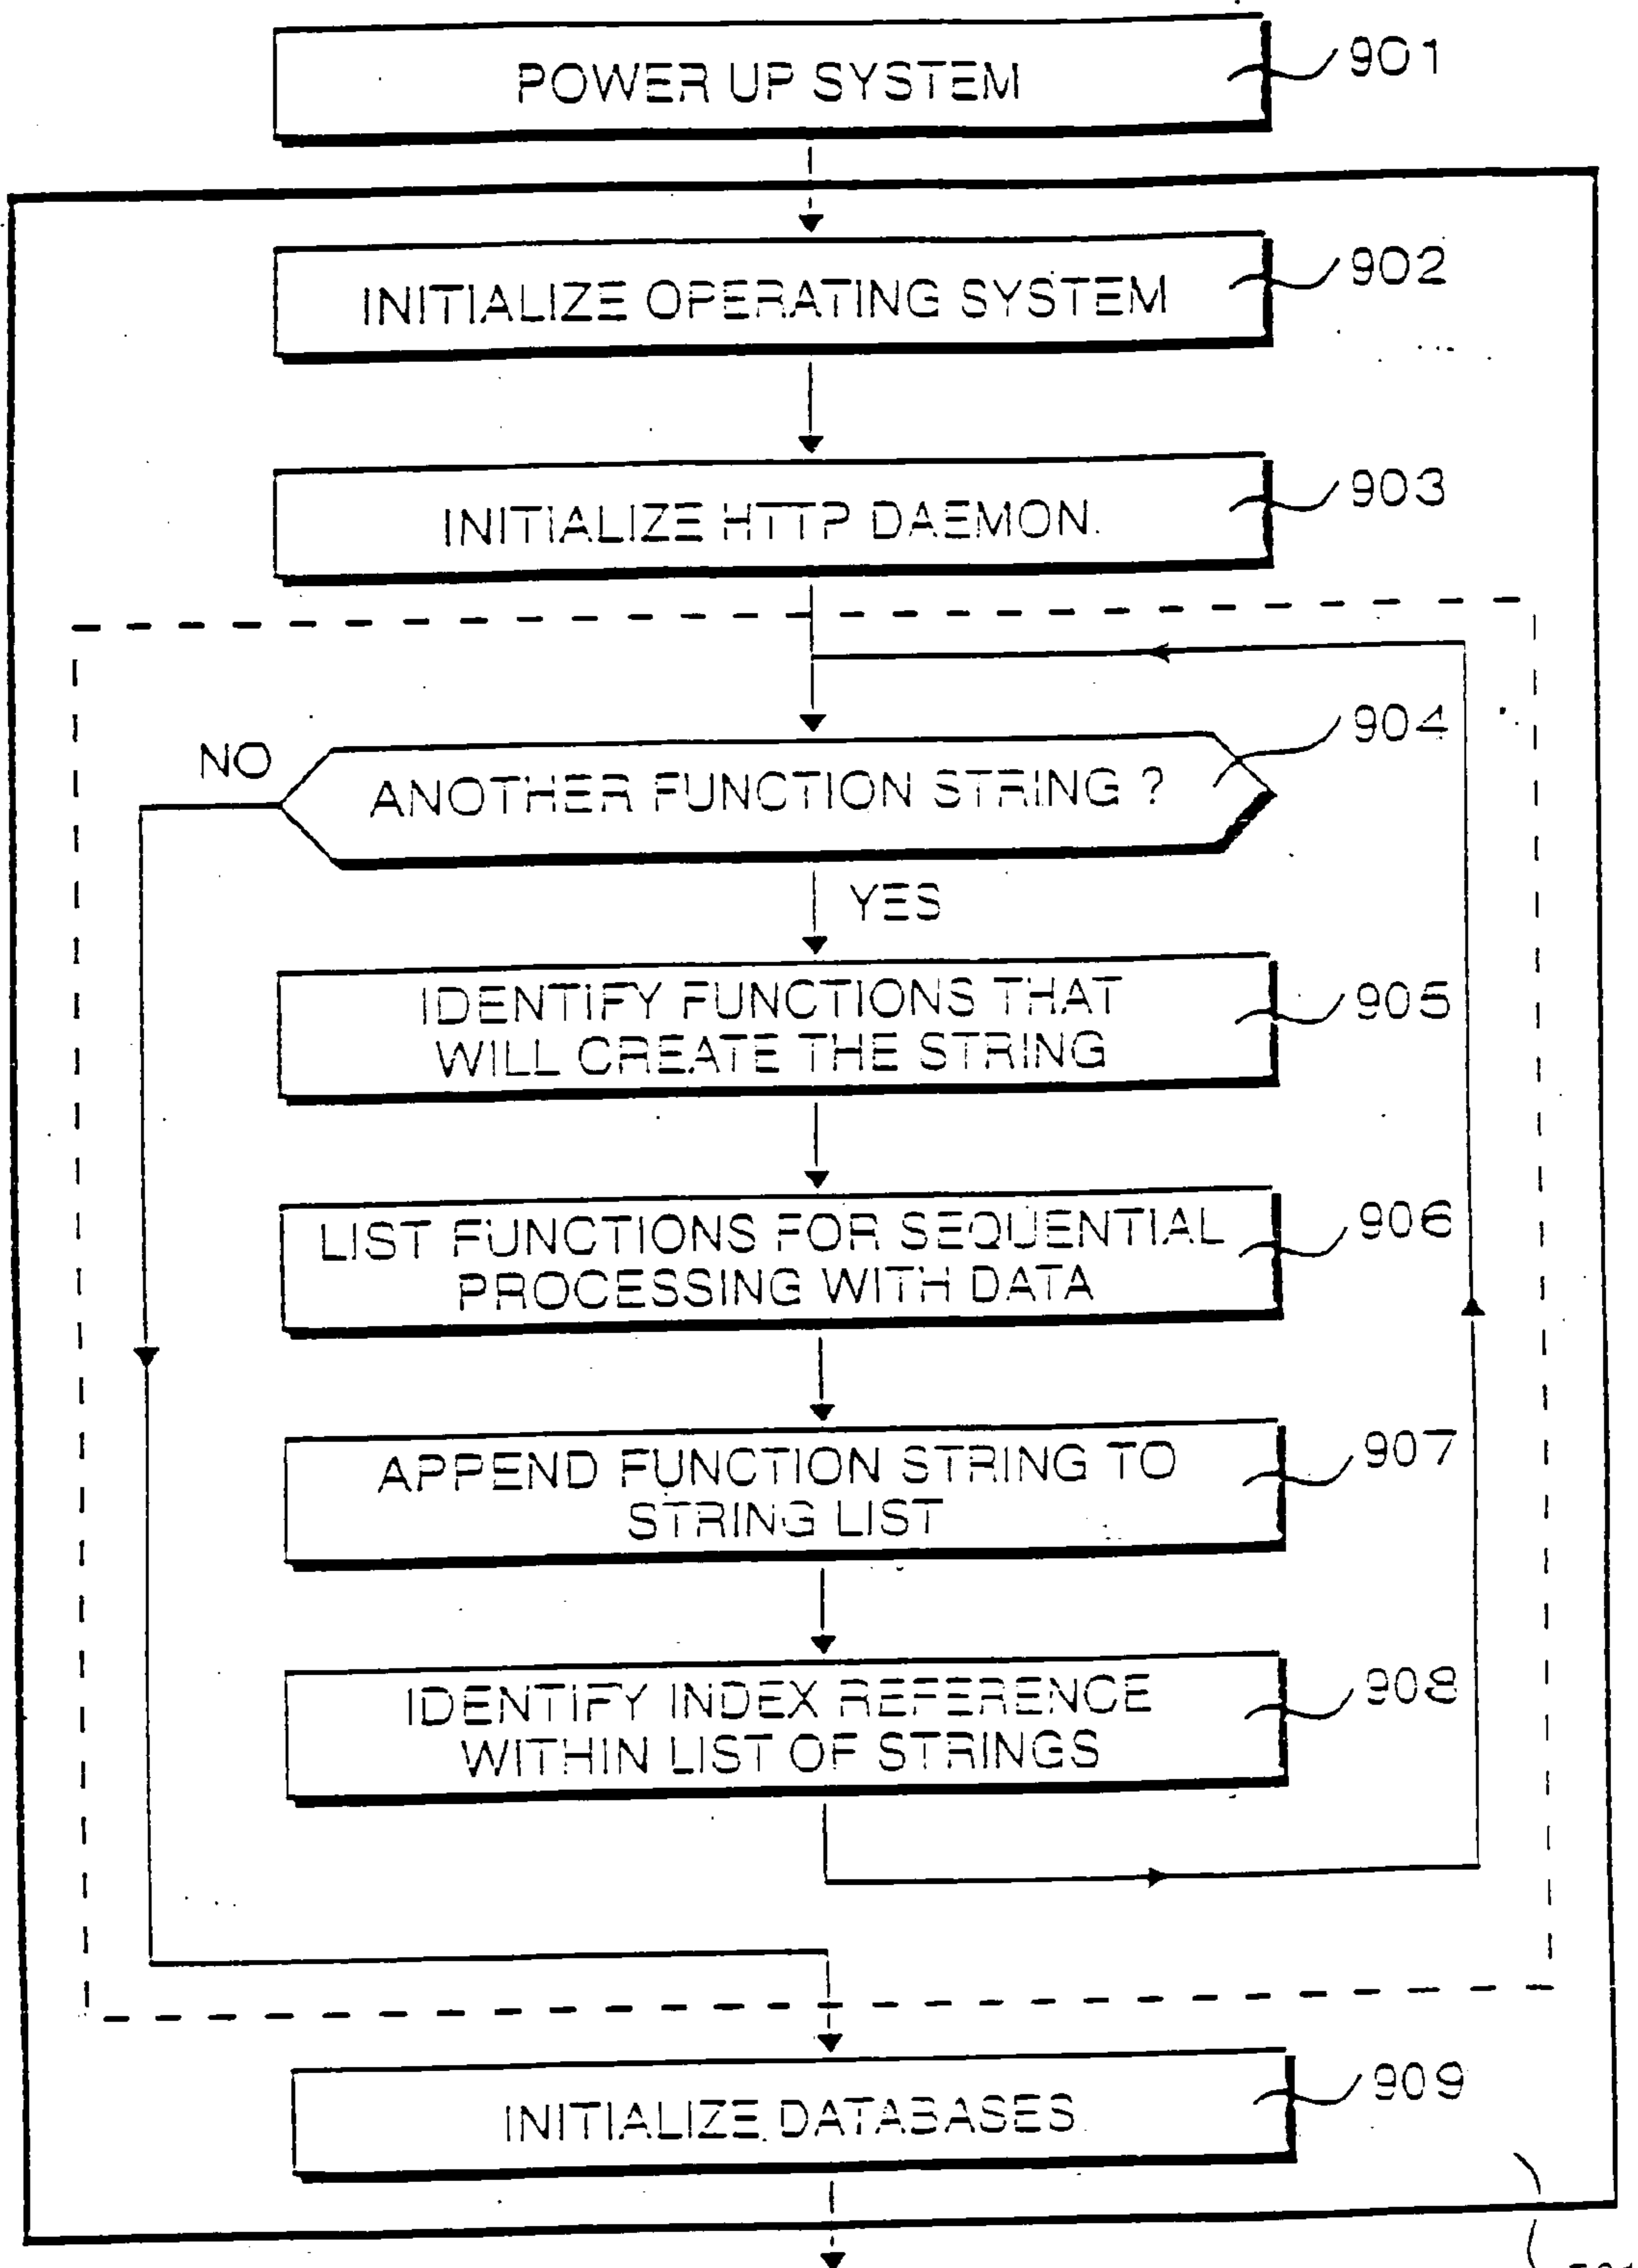 POWER UP SYSTEM
901
INITIALIZE OPERATING SYSTEM
902
INITIALIZE HTTP DAEMON.
903
904
NO
ANOTHER FUNCTION STRING ?
YES
IDENTIFY FUNCTIONS THAT
WILL CREATE THE STRING
905
LIST FUNCTIONS FOR SEQUENTIAL
PROCESSING WITH DATA
906
APPEND FUNCTION STRING TO
STRING LIST
907
IDENTIFY INDEX REFERENCE
WITHIN LIST OF STRINGS
908
INITIALIZE DATABASES
909